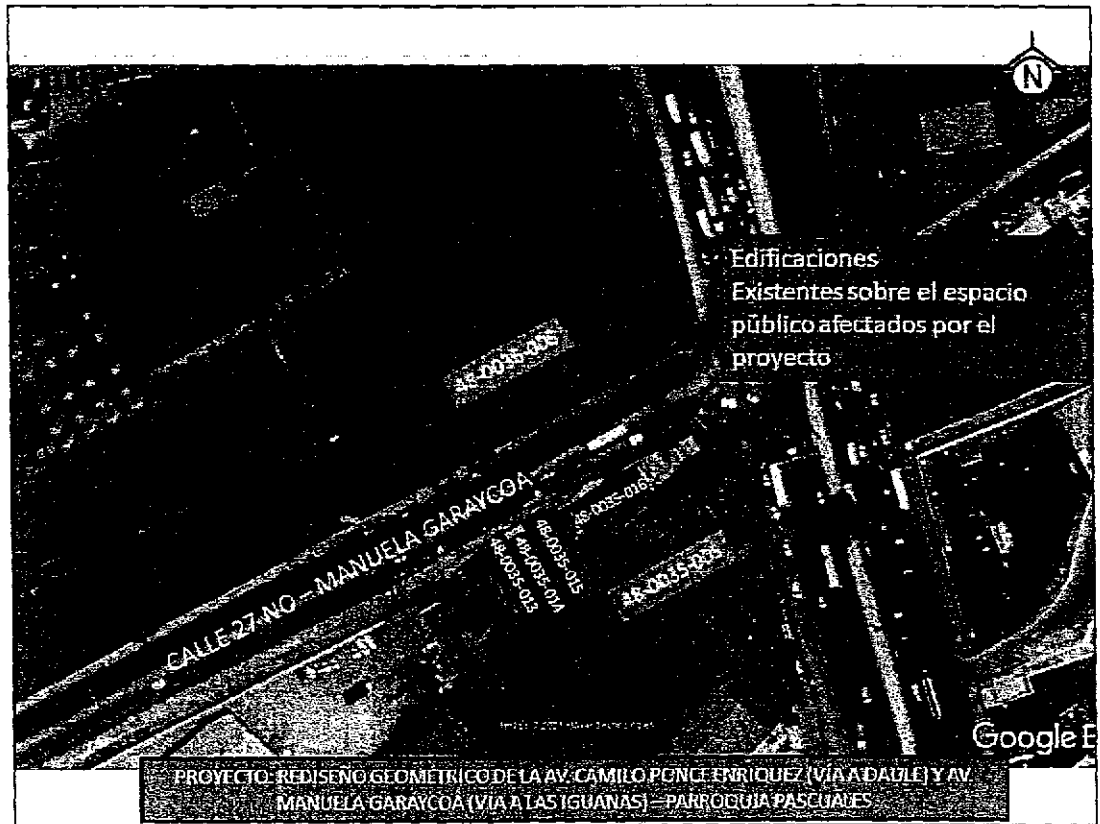 N
Edificaciones
Existentes sobre el espacio
público afectados por el
proyecto
48-0035-005
CALLE 27 NO – MANUELA GARAYCOA
48-0035-016
48-0035-015
48-0035-014
48-0035-013
48-0035-005
Google E
PROYECTO: REDISEÑO GEOMÉTRICO DE LA AV. CAMILO PONCE ENRIQUEZ (VÍA A DAULE) Y AV.
MANUELA GARAYCOA (VÍA A LAS IGUANAS) – PARROQUIA PASCUALES